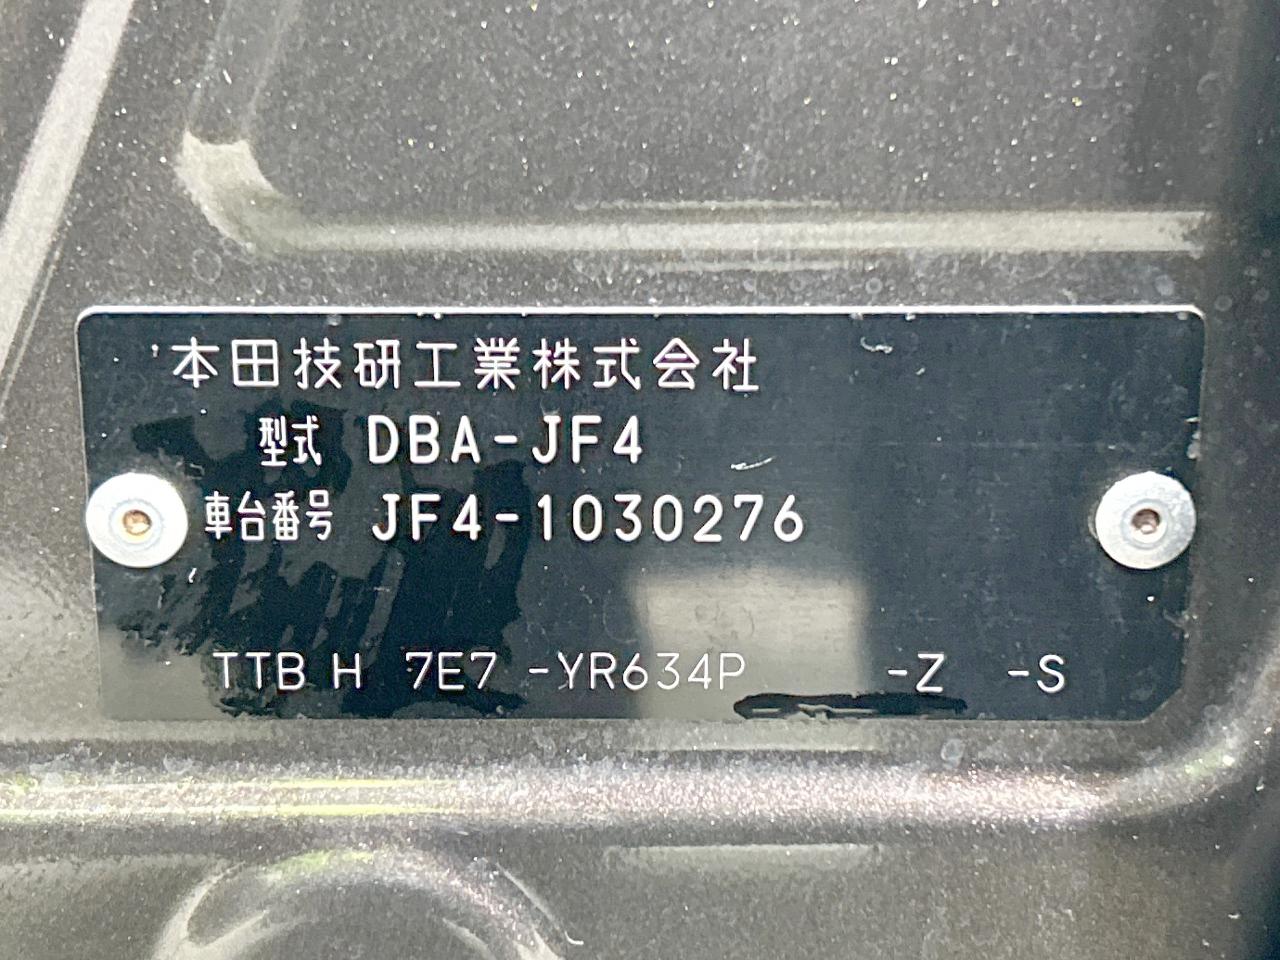 本田技研工業株式会社
型式 DBA-JF4
車台番号 JF4-1030276
TTB H 7E7 -YR634P -Z -S